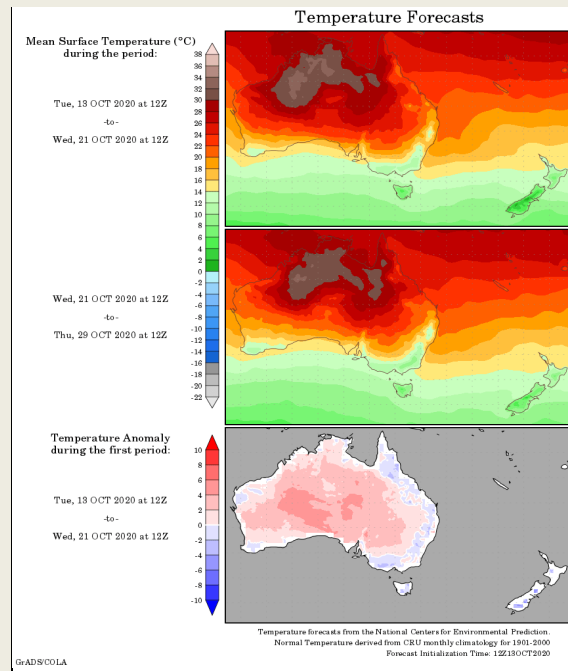 Temperature Forecasts
Mean Surface Temperature (°C)
during the period:
Tue, 13 OCT 2020 at 12Z
-to-
Wed, 21 OCT 2020 at 12Z
38
36
34
32
30
28
26
24
22
20
18
16
14
12
10
8
6
4
2
0
-2
-4
-6
-8
-10
-12
-14
-16
-18
-20
-22
Wed, 21 OCT 2020 at 12Z
-to-
Thu, 29 OCT 2020 at 12Z
Temperature Anomaly
during the first period:
Tue, 13 OCT 2020 at 12Z
-to-
Wed, 21 OCT 2020 at 12Z
10
8
6
4
2
0
-2
-4
-6
-8
-10
Temperature forecasts from the National Centers for Environmental Prediction.
Normal Temperature derived from CRU monthly climatology for 1901-2000
Forecast Initialization Time: 12Z13OCT2020
GrADS/COLA